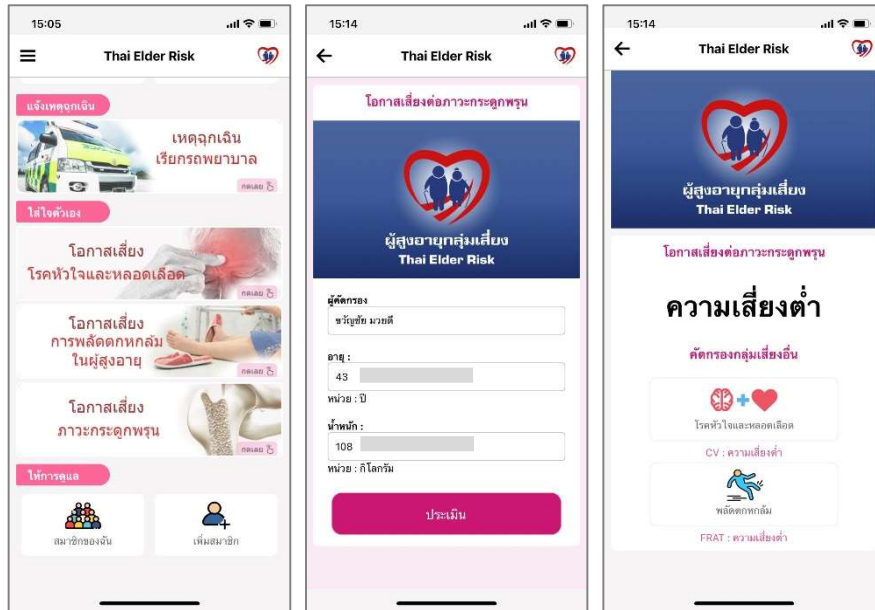 15:05
Thai Elder Risk
แจ้งเหตุฉุกเฉิน
เหตุฉุกเฉิน
เรียกรถพยาบาล
กดเลย
ใส่ใจตัวเอง
โอกาสเสี่ยง
โรคหัวใจและหลอดเลือด
กดเลย
โอกาสเสี่ยง
การพลัดตกหกล้ม
ในผู้สูงอายุ
กดเลย
โอกาสเสี่ยง
ภาวะกระดูกพรุน
กดเลย
ให้การดูแล
สมาชิกของฉัน
เพิ่มสมาชิก
15:14
Thai Elder Risk
โอกาสเสี่ยงต่อภาวะกระดูกพรุน
ผู้สูงอายุกลุ่มเสี่ยง
Thai Elder Risk
ผู้คัดกรอง
ขวัญชัย มวยดี
อายุ :
43
หน่วย : ปี
น้ำหนัก :
108
หน่วย : กิโลกรัม
ประเมิน
15:14
Thai Elder Risk
ผู้สูงอายุกลุ่มเสี่ยง
Thai Elder Risk
โอกาสเสี่ยงต่อภาวะกระดูกพรุน
ความเสี่ยงต่ำ
คัดกรองกลุ่มเสี่ยงอื่น
โรคหัวใจและหลอดเลือด
CV : ความเสี่ยงต่ำ
พลัดตกหกล้ม
FRAT : ความเสี่ยงต่ำ